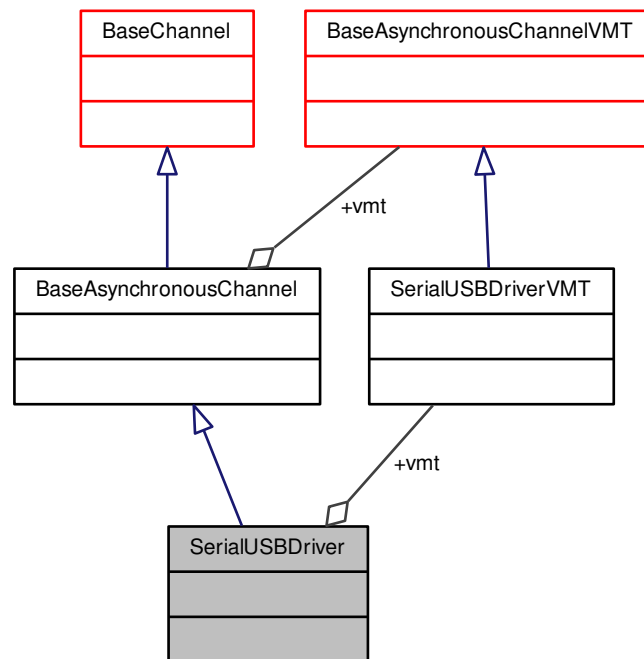 BaseChannel
BaseAsynchronousChannelVMT
+vmt
BaseAsynchronousChannel
SerialUSBDriverVMT
+vmt
SerialUSBDriver